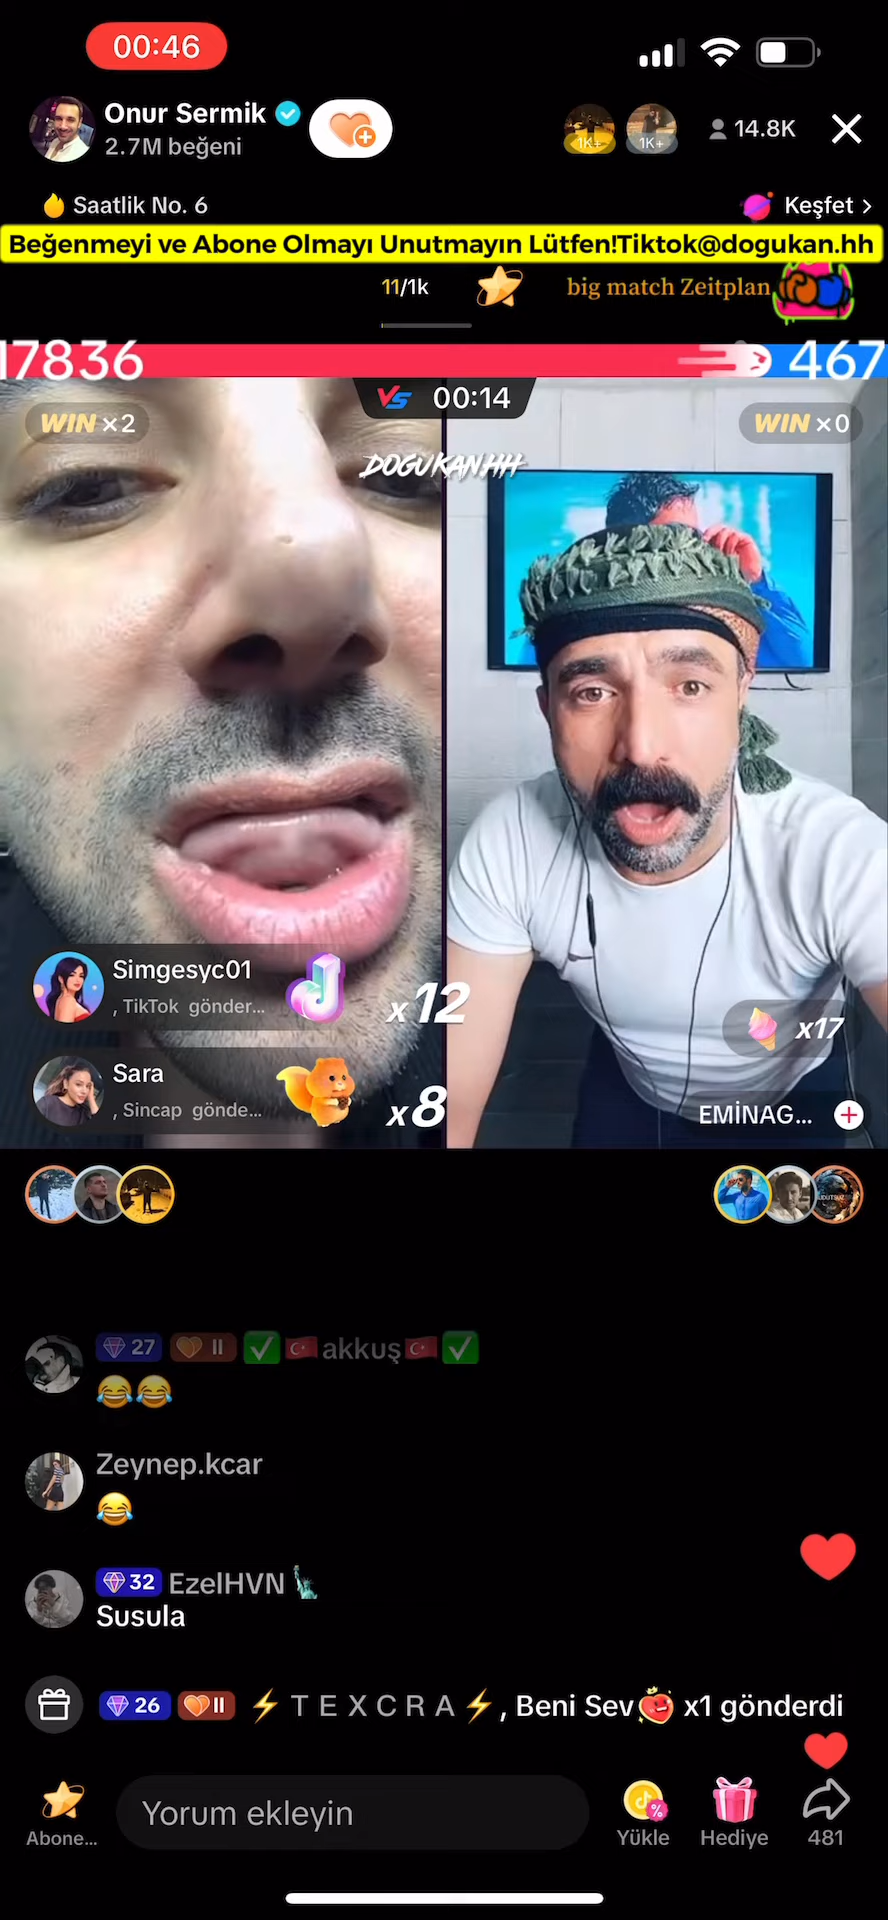 00:46
Onur Sermik
2.7M beğeni
1K+
1K+
14.8K
Saatlik No. 6
Keşfet >
Beğenmeyi ve Abone Olmayı Unutmayın Lütfen!Tiktok@dogukan.hh
11/1k
big match Zeitplan
17836
467
VS 00:14
WIN x2
WIN x0
DOGUKAN.HH
Simgesyc01
, TikTok gönder...
x12
x17
Sara
, Sincap gönde...
x8
EMİNAG...
27 II akkuş
😂😂
Zeynep.kcar
😂
32 EzelHVN
Susula
26 II ⚡ T E X C R A ⚡, Beni Sev x1 gönderdi
Yorum ekleyin
Abone...
Yükle
Hediye
481